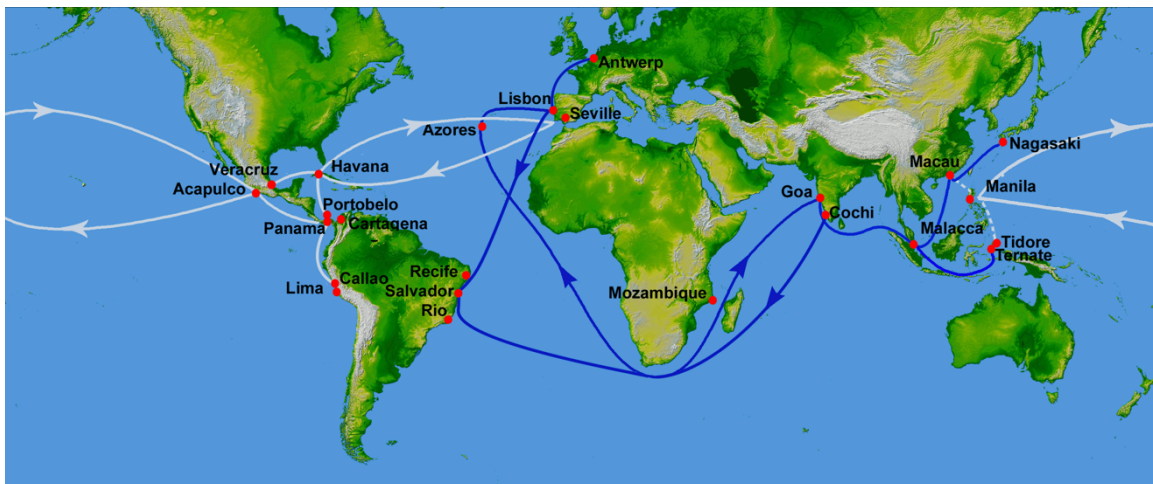 Antwerp
Lisbon
Seville
Azores
Nagasaki
Macau
Veracruz
Havana
Acapulco
Goa
Manila
Portobelo
Cochi
Panama
Cartagena
Malacca
Tidore
Ternate
Recife
Callao
Lima
Salvador
Mozambique
Rio